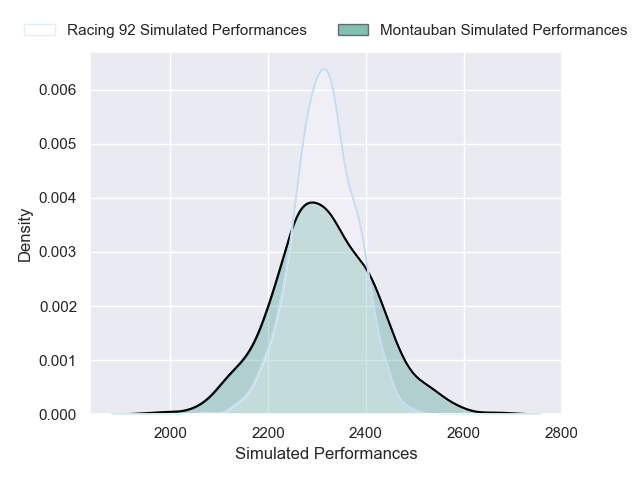 Racing 92 Simulated Performances Montauban Simulated Performances
0.006
0.005
0.004
0.003
0.002
0.001
0.000
Density
2000 2200 2400 2600 2800
Simulated Performances